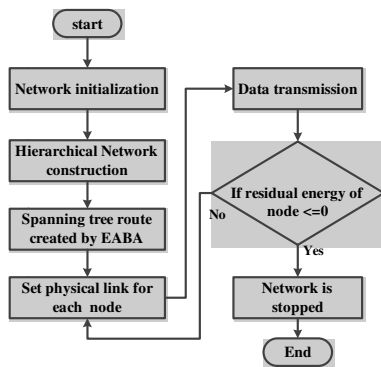 start
Network initialization
Hierarchical Network
construction
Spanning tree route
created by EABA
Set physical link for
each node
Data transmission
If residual energy of
node <=0
No
Yes
Network is
stopped
End